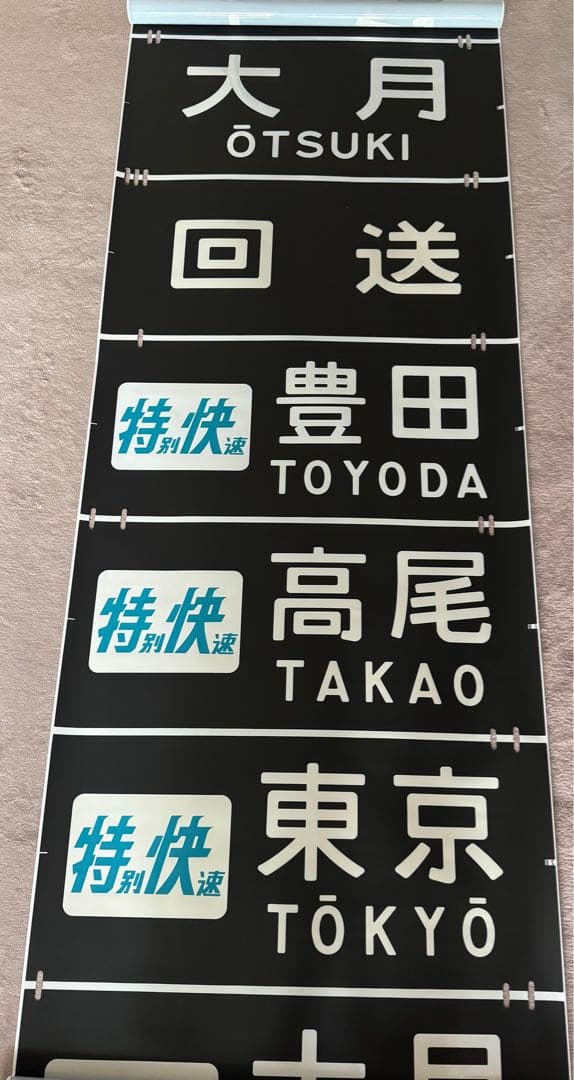 大月
ŌTSUKI
回送
特別快速 豊田
TOYODA
特別快速 高尾
TAKAO
特別快速 東京
TŌKYŌ